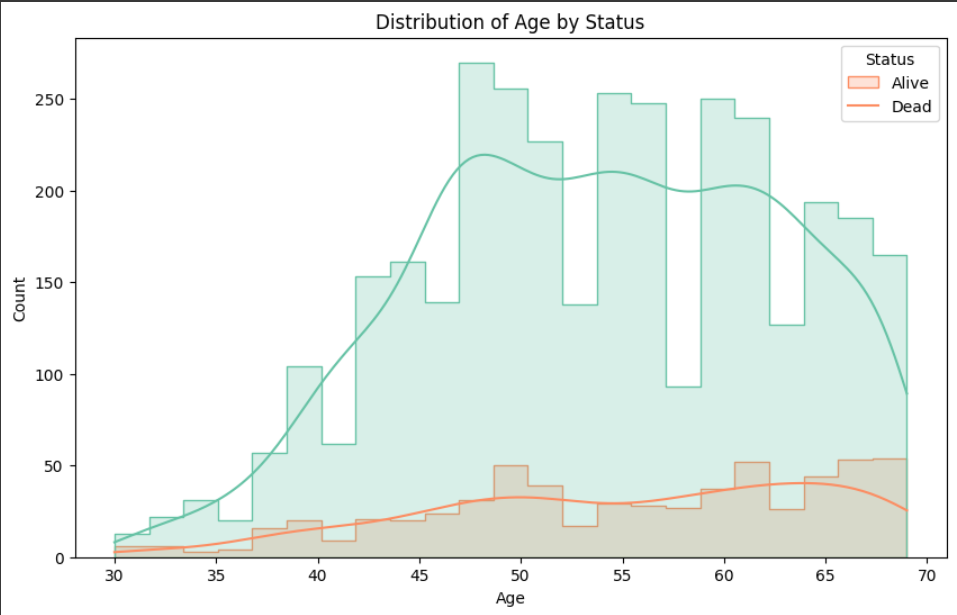 Distribution of Age by Status
Status
Alive
Dead
Count
250
200
150
100
50
0
30 35 40 45 50 55 60 65 70
Age